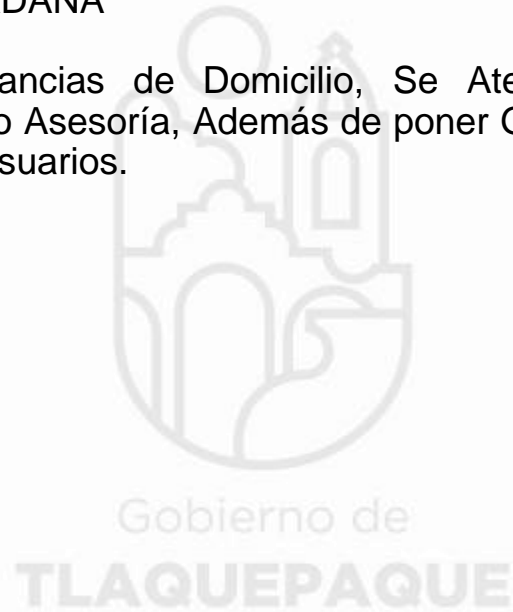 DANA
ancias de Domicilio, Se Ate
o Asesoría, Además de poner
suarios.
Gobierno de
TLAQUEPAQUE